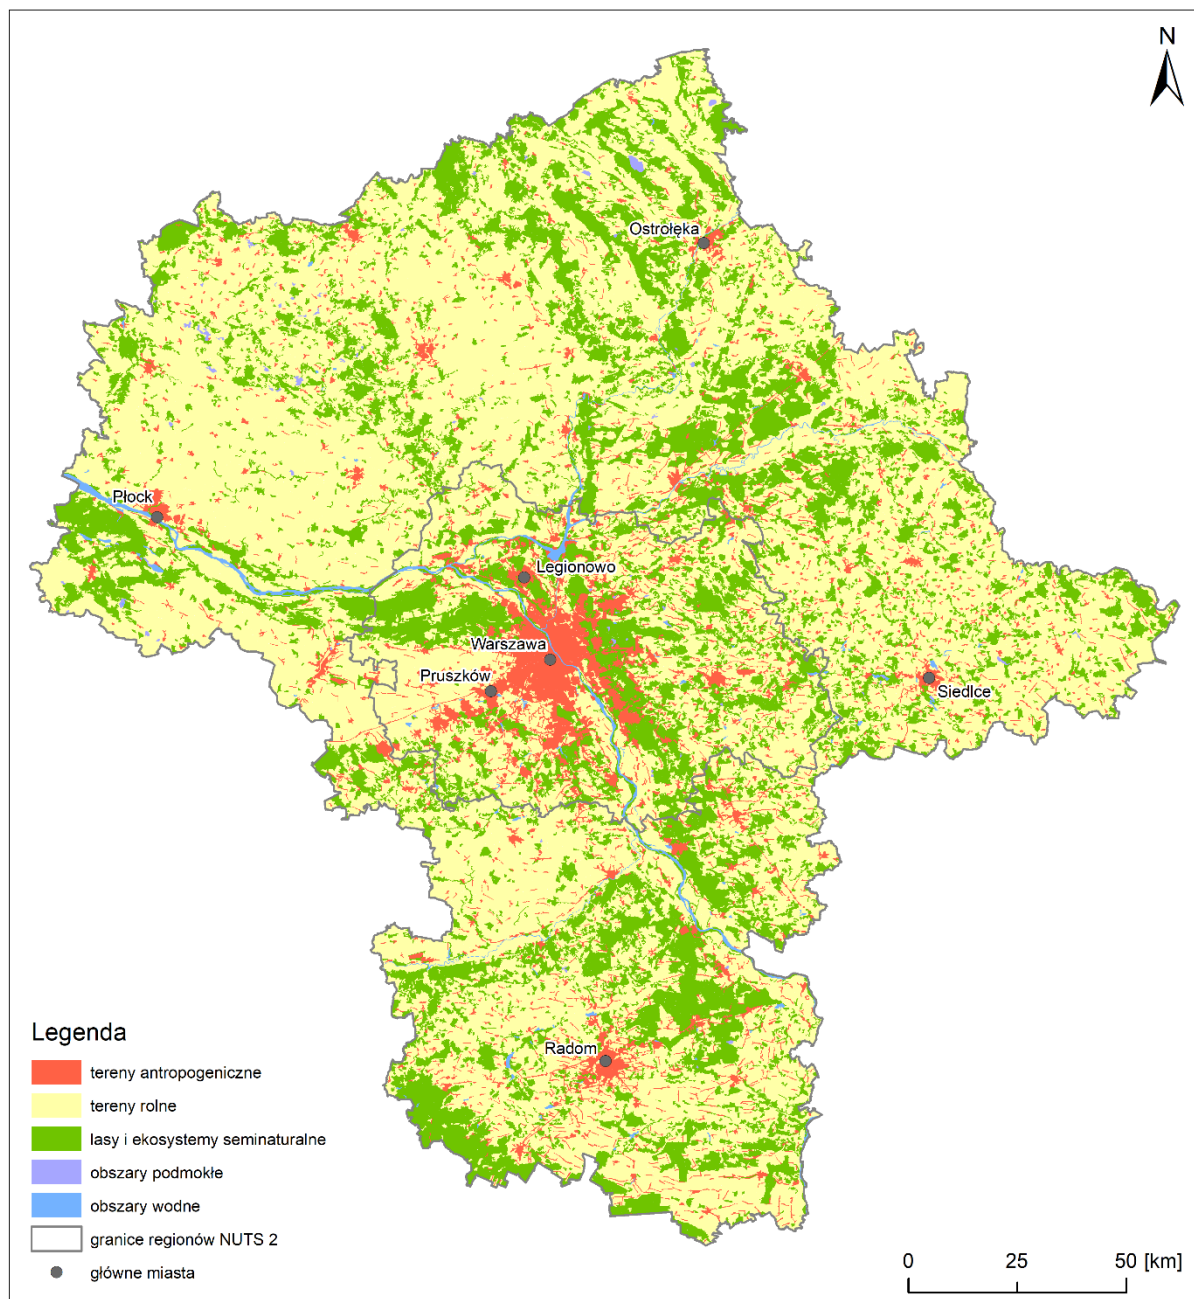 N
Ostrołęka
Płock
Legionowo
Warszawa
Pruszków
Siedlce
Radom
Legenda
tereny antropogeniczne
tereny rolne
lasy i ekosystemy seminaturalne
obszary podmokłe
obszary wodne
granice regionów NUTS 2
główne miasta
0 25 50 [km]